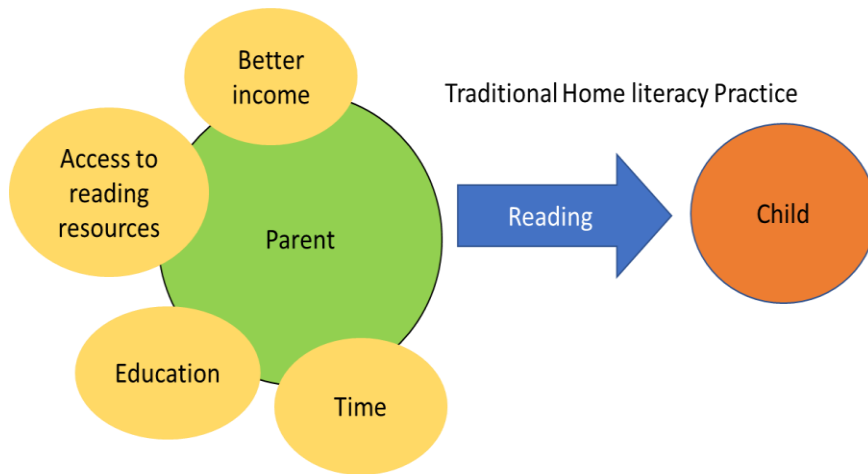 Better
income
Traditional Home literacy Practice
Access to
reading
resources
Parent
Reading
Child
Education
Time